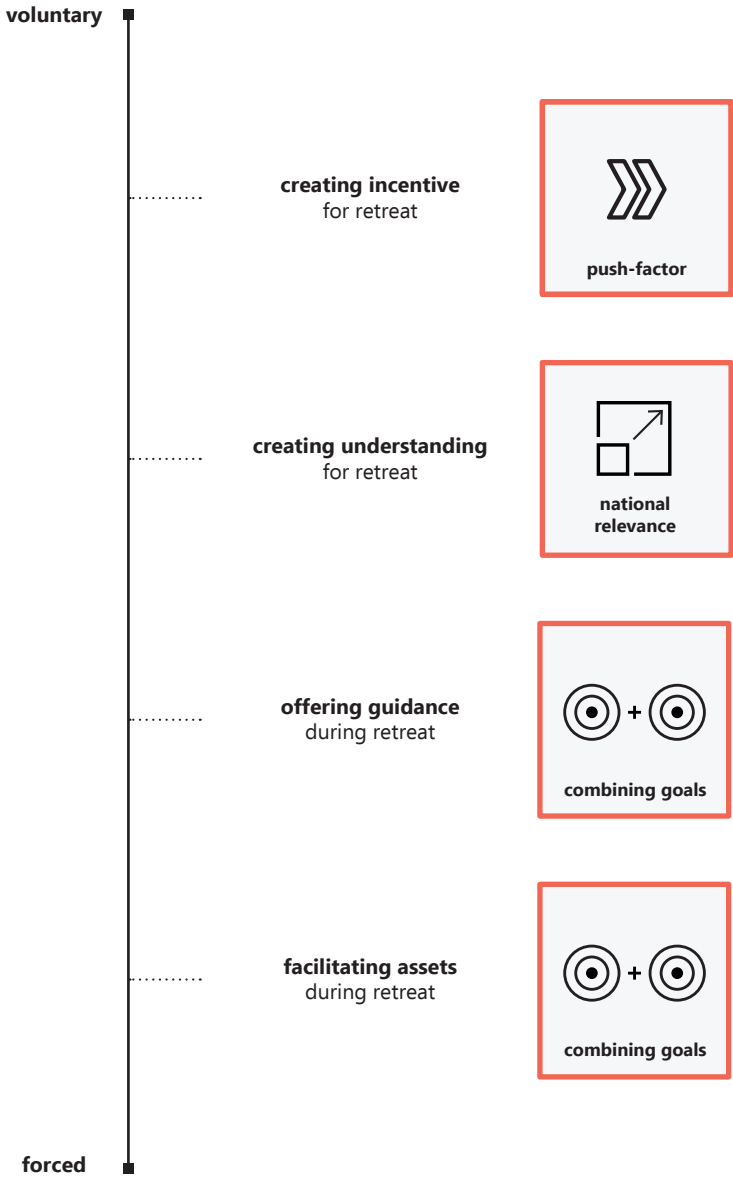 voluntary
creating incentive
for retreat
push-factor
creating understanding
for retreat
national
relevance
offering guidance
during retreat
+
combining goals
facilitating assets
during retreat
+
combining goals
forced